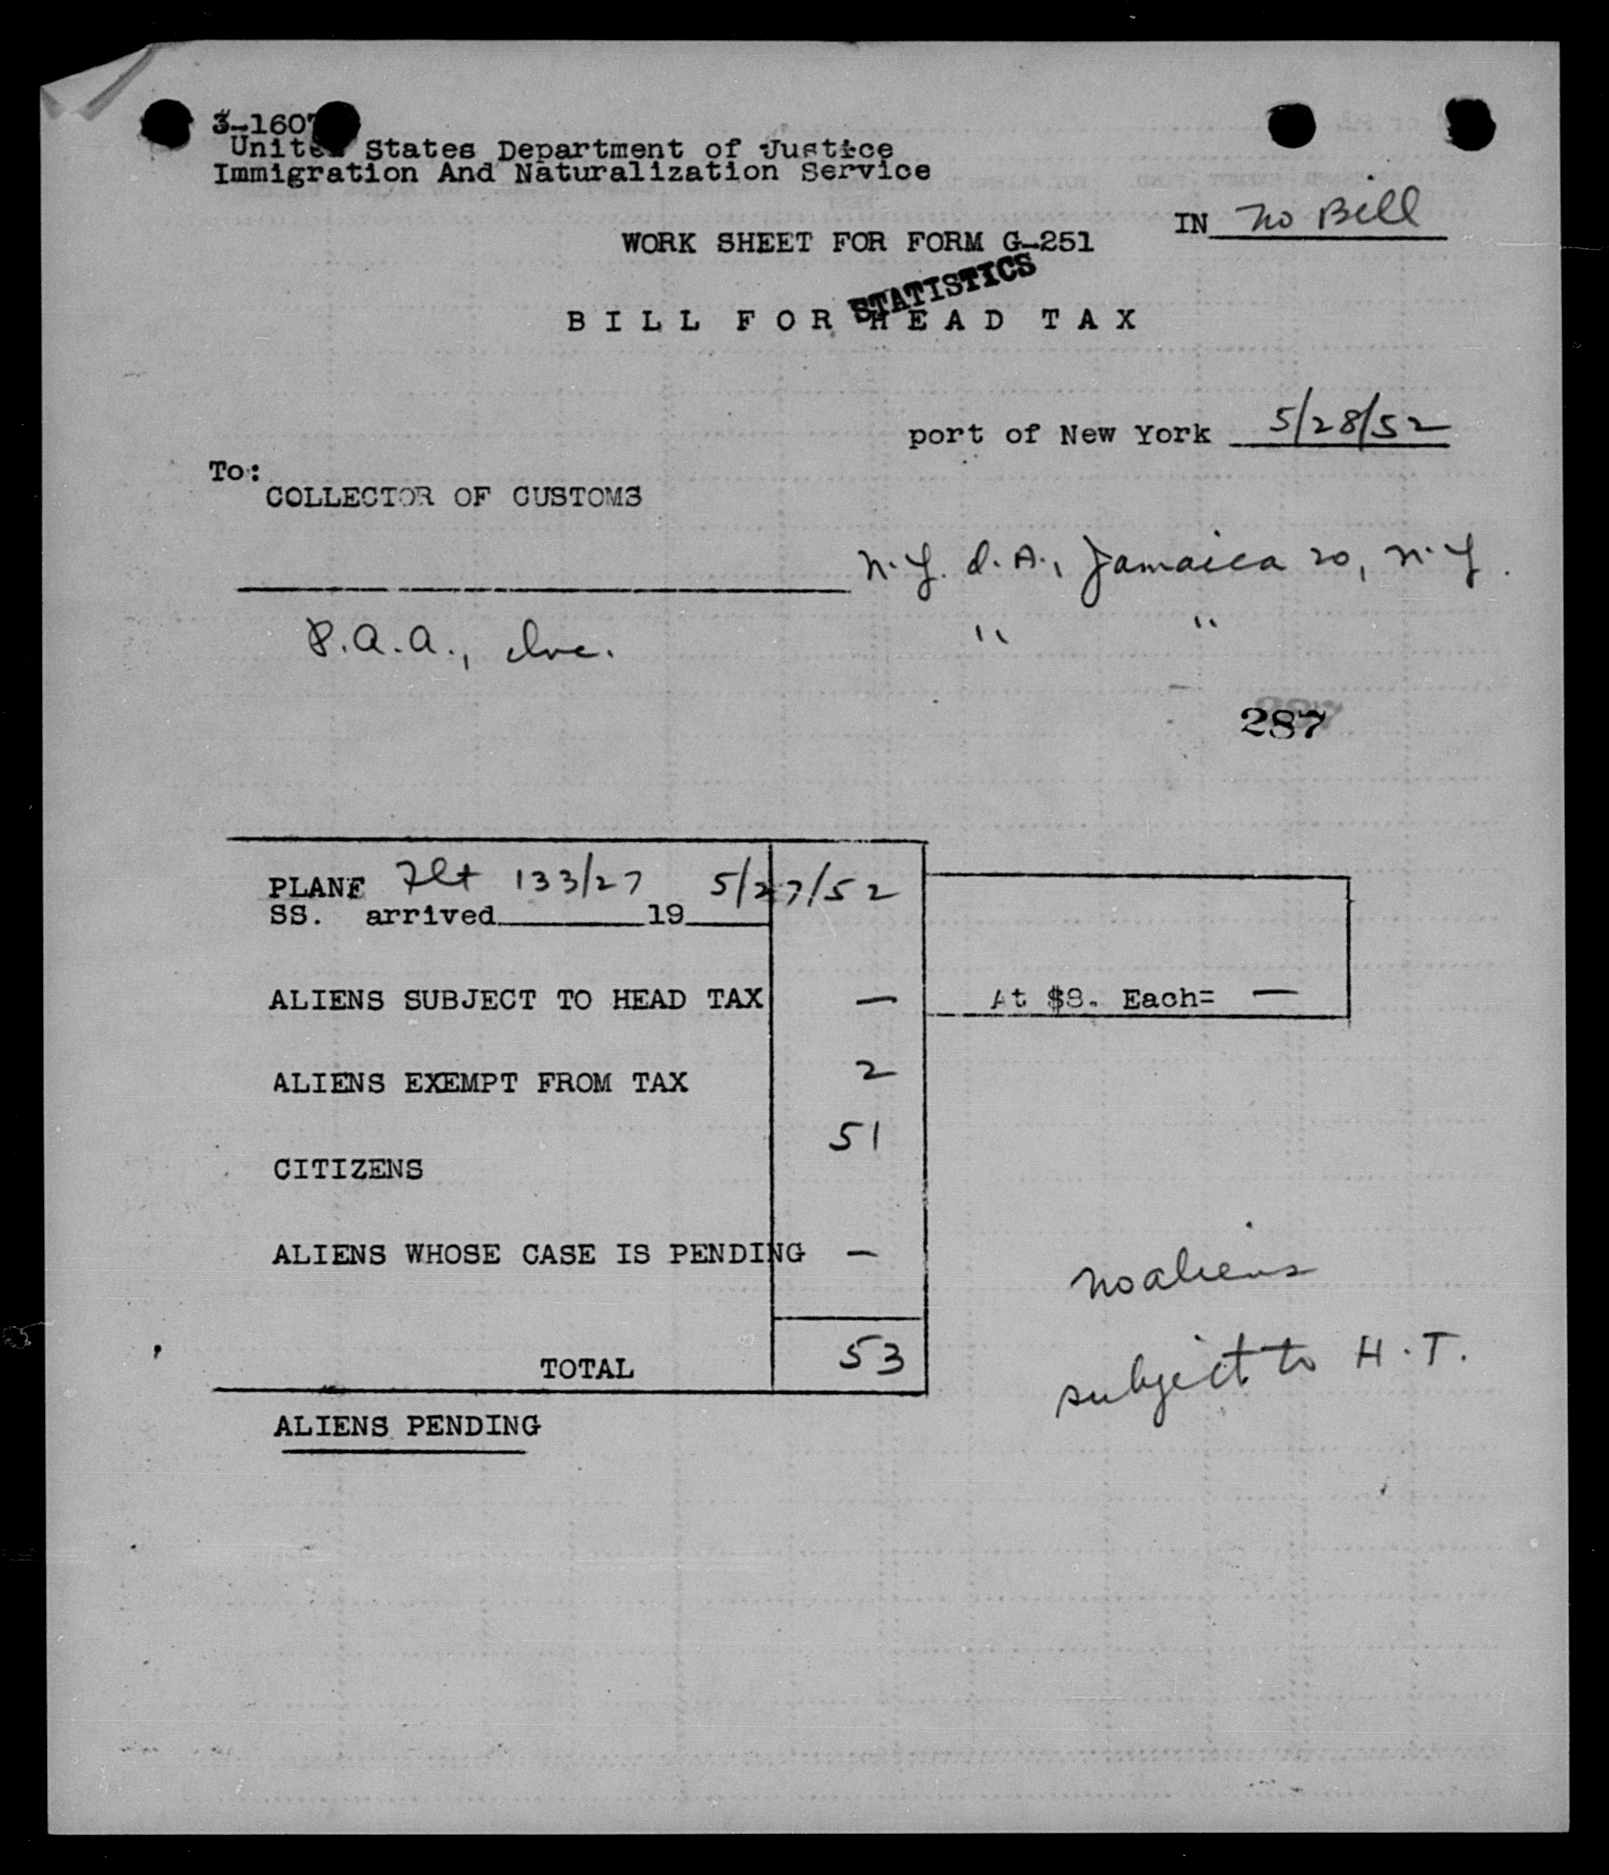 3-1607
United States Department of Justice
Immigration And Naturalization Service
IN No Bill
WORK SHEET FOR FORM G-251
STATISTICS
BILL FOR HEAD TAX
port of New York 5/28/52
To:
COLLECTOR OF CUSTOMS
N.Y. I.A., Jamaica 20, N.Y.
P.A.A., Inc. " "
287
PLANE Flt 133/27 5/27/52
SS. arrived 19
ALIENS SUBJECT TO HEAD TAX — At $8. Each= —
ALIENS EXEMPT FROM TAX 2
CITIZENS 51
ALIENS WHOSE CASE IS PENDING —
No aliens
subject to H.T.
TOTAL 53
ALIENS PENDING